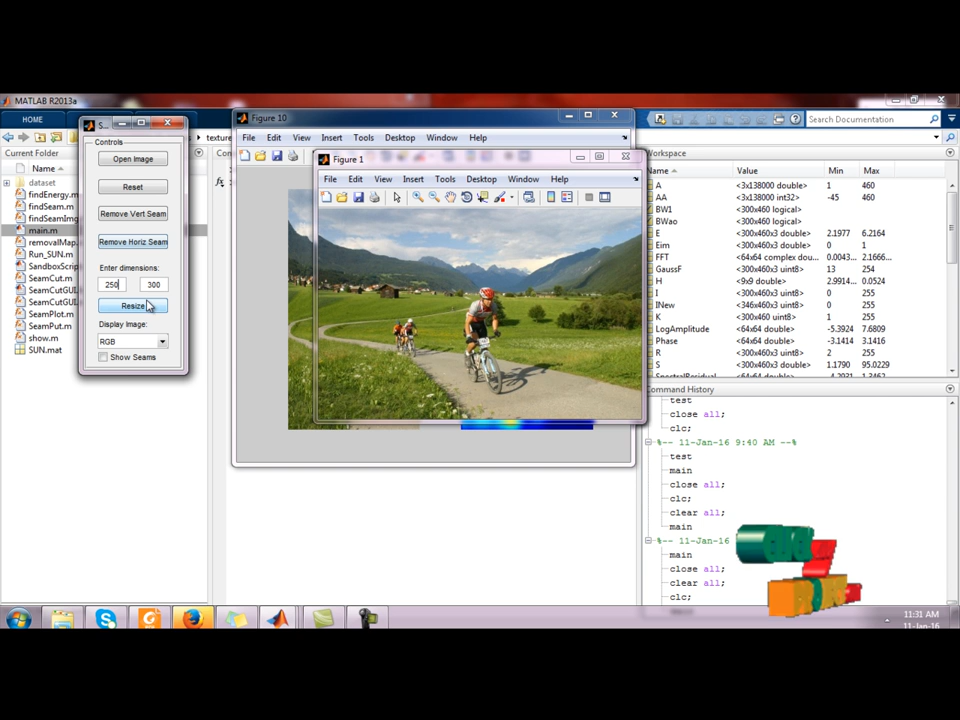 MATLAB R2013a
HOME
Search Documentation
texture
Current Folder
Name
dataset
findEnergy.m
findSeam.m
findSeamImg
main.m
removalMap.
Run_SUN.m
SandboxScrip
SeamCut.m
SeamCutGUI.
SeamCutGUI
SeamPlot.m
SeamPut.m
show.m
SUN.mat
S...
Controls
Open Image
Reset
Remove Vert Seam
Remove Horiz Seam
Enter dimensions:
250 300
Resize
Display Image:
RGB
Show Seams
Con
fx
Figure 10
File Edit View Insert Tools Desktop Window Help
Figure 1
File Edit View Insert Tools Desktop Window Help
Workspace
Name Value Min Max
A <3x138000 double> 1 460
AA <3x138000 int32> -45 460
BW1 <300x460 logical>
BWao <300x460 logical>
E <300x460x3 double> 2.1977 6.2164
Eim <300x460x3 double> 0.0043... 2.1666...
FFT <64x64 complex dou...
GaussF <300x460x3 uint8> 13 254
H <9x9 double> 0.0043... 2.9914
I <300x460x3 uint8> 0 255
INew <346x460x3 uint8> 0 255
K <300x460x3 uint8> 1 255
LogAmplitude <64x64 double> -5.3924 7.6809
Phase <64x64 double> -3.1414 3.1416
R <300x460x3 uint8> 2 255
S <300x460x3 double> 1.1790 95.0229
SpectralResidual <64x64 double>
Command History
test
close all;
clc;
%-- 11-Jan-16 9:40 AM --%
test
main
close all;
clc;
clear all;
main
%-- 11-Jan-16
main
close all;
clear all;
clc;
11:31 AM
11-Jan-16